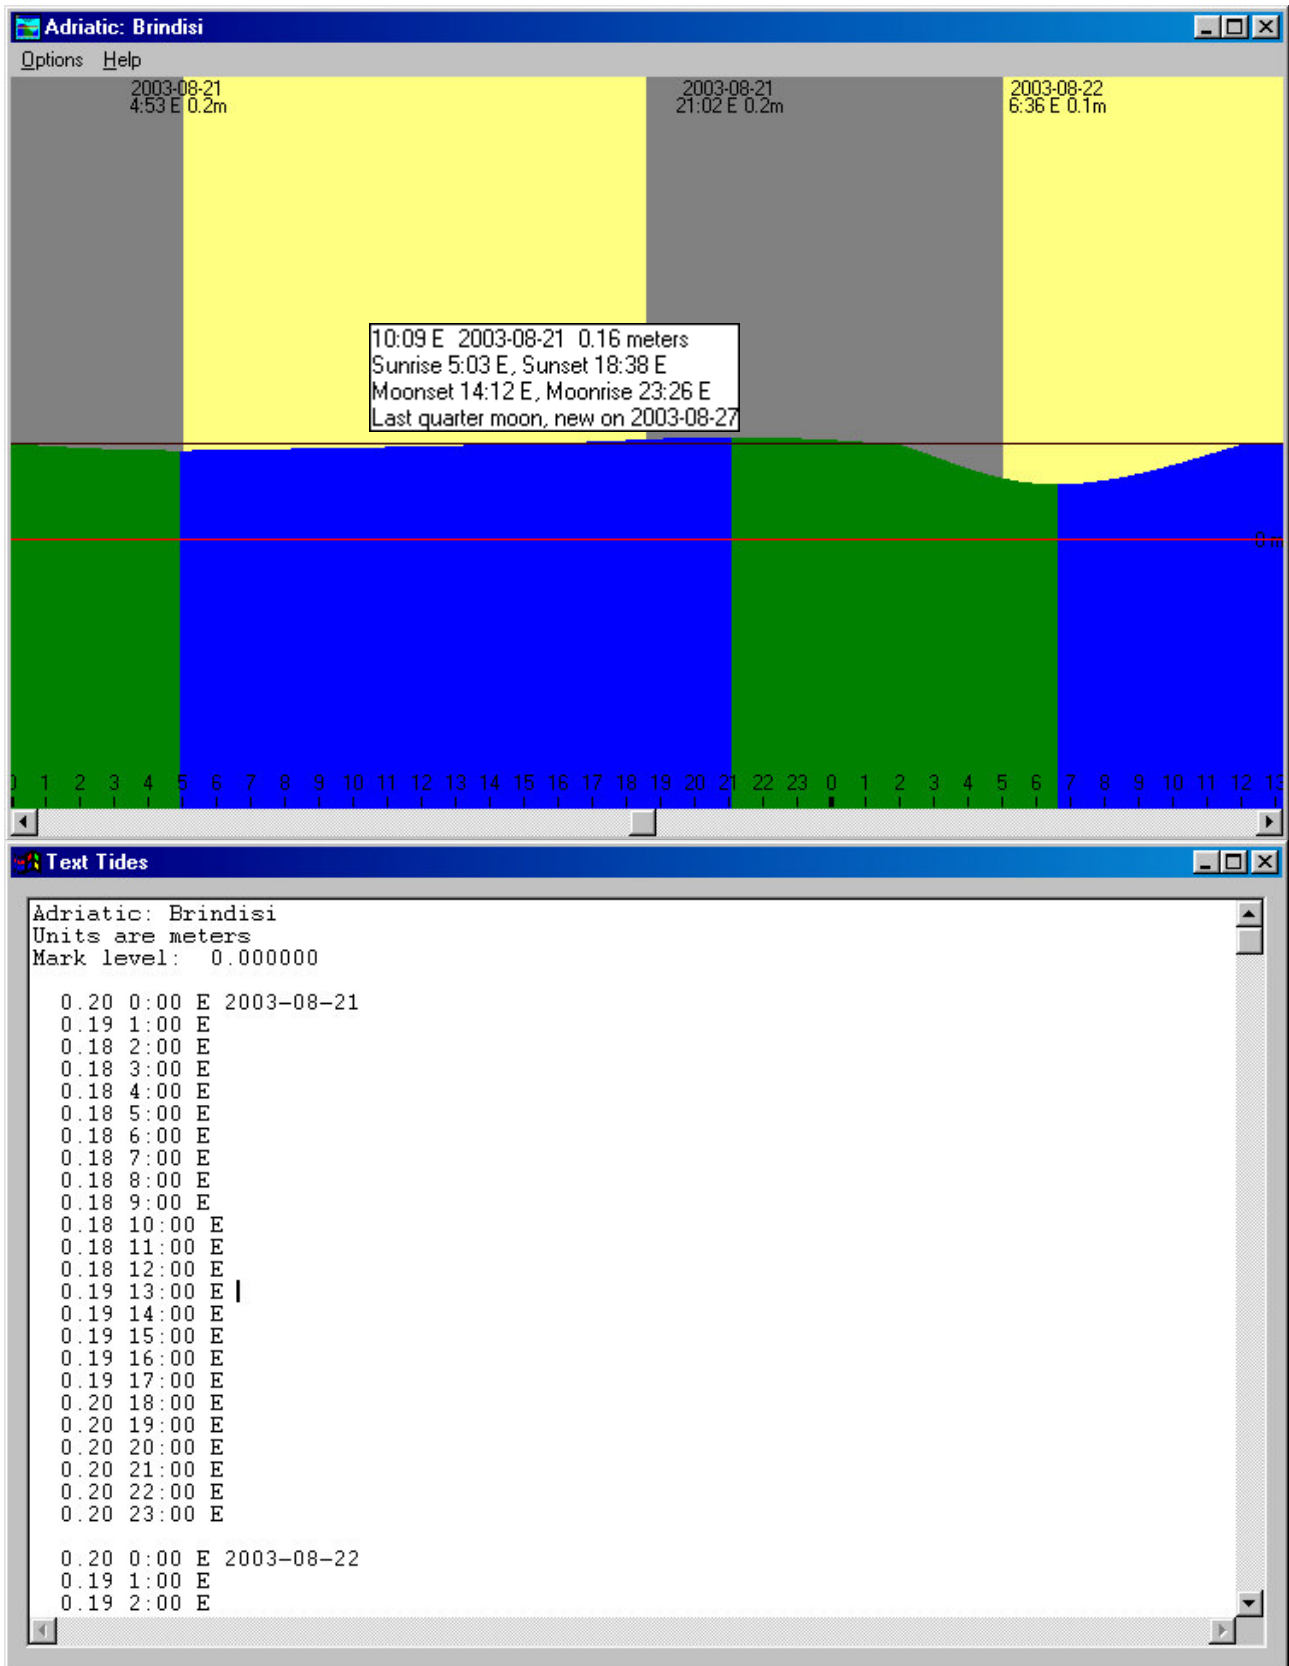 Adriatic: Brindisi
Options Help
2003-08-21 2003-08-21 2003-08-22
4:53 E 0.2m 21:02 E 0.2m 6:36 E 0.1m
10:09 E 2003-08-21 0.16 meters
Sunrise 5:03 E, Sunset 18:38 E
Moonset 14:12 E, Moonrise 23:26 E
Last quarter moon, new on 2003-08-27
0 m
0 1 2 3 4 5 6 7 8 9 10 11 12 13 14 15 16 17 18 19 20 21 22 23 0 1 2 3 4 5 6 7 8 9 10 11 12 13
Text Tides
Adriatic: Brindisi
Units are meters
Mark level: 0.000000
0.20 0:00 E 2003-08-21
0.19 1:00 E
0.18 2:00 E
0.18 3:00 E
0.18 4:00 E
0.18 5:00 E
0.18 6:00 E
0.18 7:00 E
0.18 8:00 E
0.18 9:00 E
0.18 10:00 E
0.18 11:00 E
0.18 12:00 E
0.19 13:00 E
0.19 14:00 E
0.19 15:00 E
0.19 16:00 E
0.19 17:00 E
0.20 18:00 E
0.20 19:00 E
0.20 20:00 E
0.20 21:00 E
0.20 22:00 E
0.20 23:00 E
0.20 0:00 E 2003-08-22
0.19 1:00 E
0.19 2:00 E